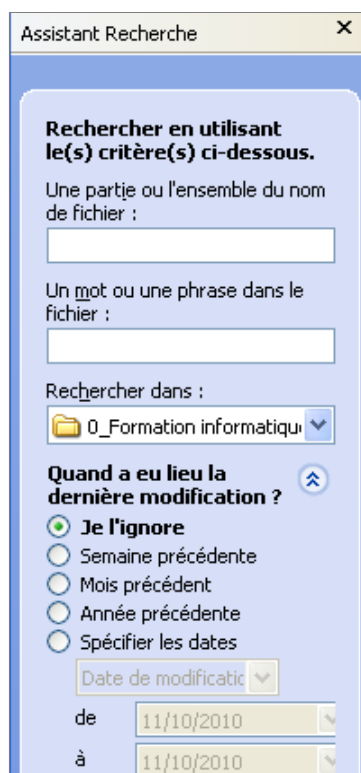 Assistant Recherche
Rechercher en utilisant
le(s) critère(s) ci-dessous.
Une partie ou l'ensemble du nom
de fichier :
Un mot ou une phrase dans le
fichier :
Rechercher dans :
0_Formation informatiqu
Quand a eu lieu la
dernière modification ?
Je l'ignore
Semaine précédente
Mois précédent
Année précédente
Spécifier les dates
Date de modificatic
de 11/10/2010
à 11/10/2010